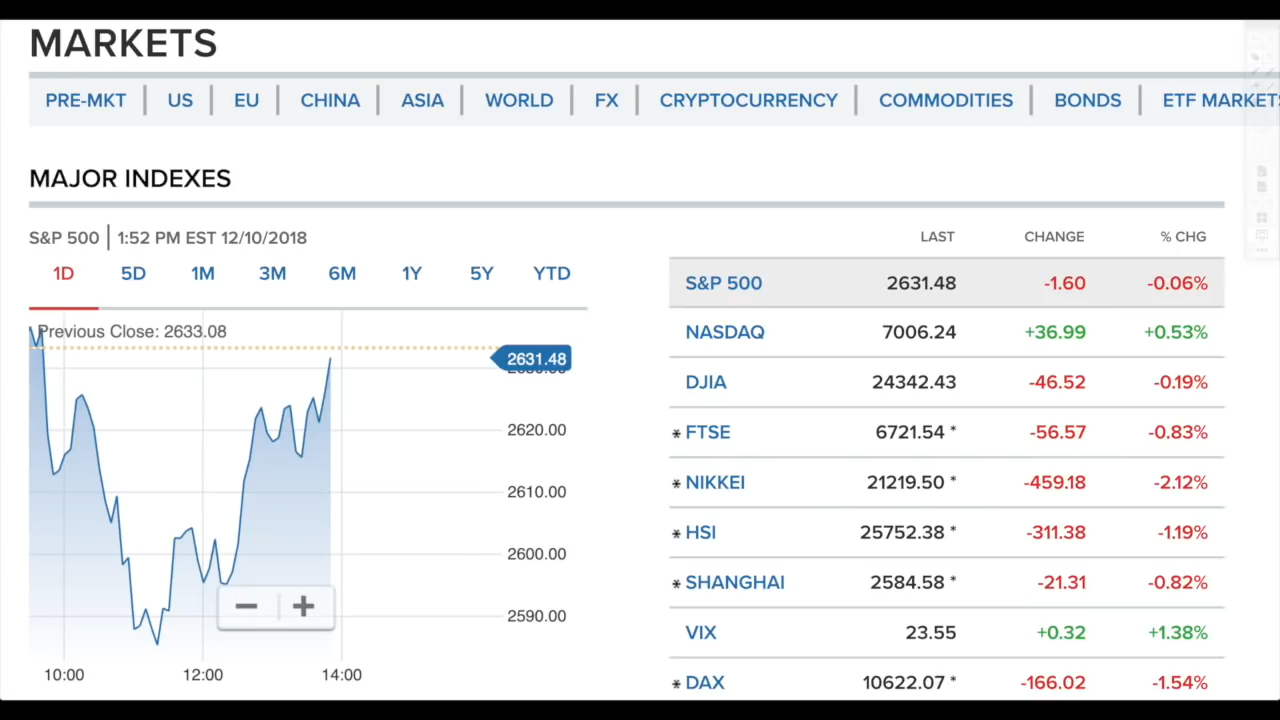 MARKETS
PRE-MKT | US | EU | CHINA | ASIA | WORLD | FX | CRYPTOCURRENCY | COMMODITIES | BONDS | ETF MARKETS
MAJOR INDEXES
S&P 500 | 1:52 PM EST 12/10/2018
1D 5D 1M 3M 6M 1Y 5Y YTD
Previous Close: 2633.08
2631.48
2620.00
2610.00
2600.00
2590.00
10:00 12:00 14:00
LAST CHANGE % CHG
S&P 500 2631.48 -1.60 -0.06%
NASDAQ 7006.24 +36.99 +0.53%
DJIA 24342.43 -46.52 -0.19%
* FTSE 6721.54 * -56.57 -0.83%
* NIKKEI 21219.50 * -459.18 -2.12%
* HSI 25752.38 * -311.38 -1.19%
* SHANGHAI 2584.58 * -21.31 -0.82%
VIX 23.55 +0.32 +1.38%
* DAX 10622.07 * -166.02 -1.54%